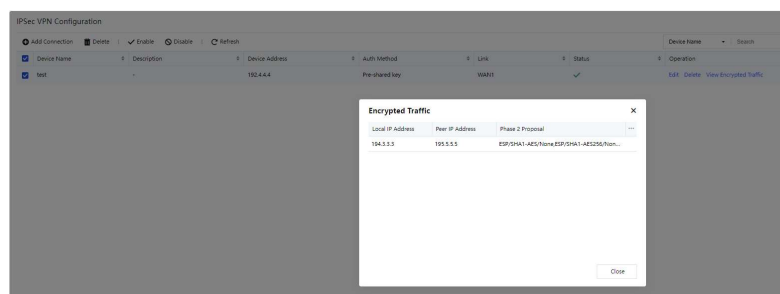 IPSec VPN Configuration
Add Connection Delete Enable Disable Refresh Device Name Search
Device Name Description Device Address Auth Method Link Status Operation
test - 192.4.4.4 Pre-shared key WAN1 Edit Delete View Encrypted Traffic
Encrypted Traffic
Local IP Address Peer IP Address Phase 2 Proposal ...
194.3.3.3 195.5.5.5 ESP/SHA1-AES/None,ESP/SHA1-AES256/Non...
Close